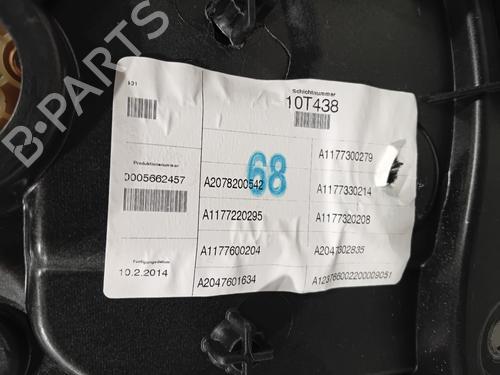 B-PARTS
Schichtnummer
10T438
Produktionsnummer
0005662457
68
A1177300279
A2078200542
A1177330214
A1177220295
A1177320208
A1177600204
A2047302835
Fertigungsdatum
10.2.2014
A2047601634